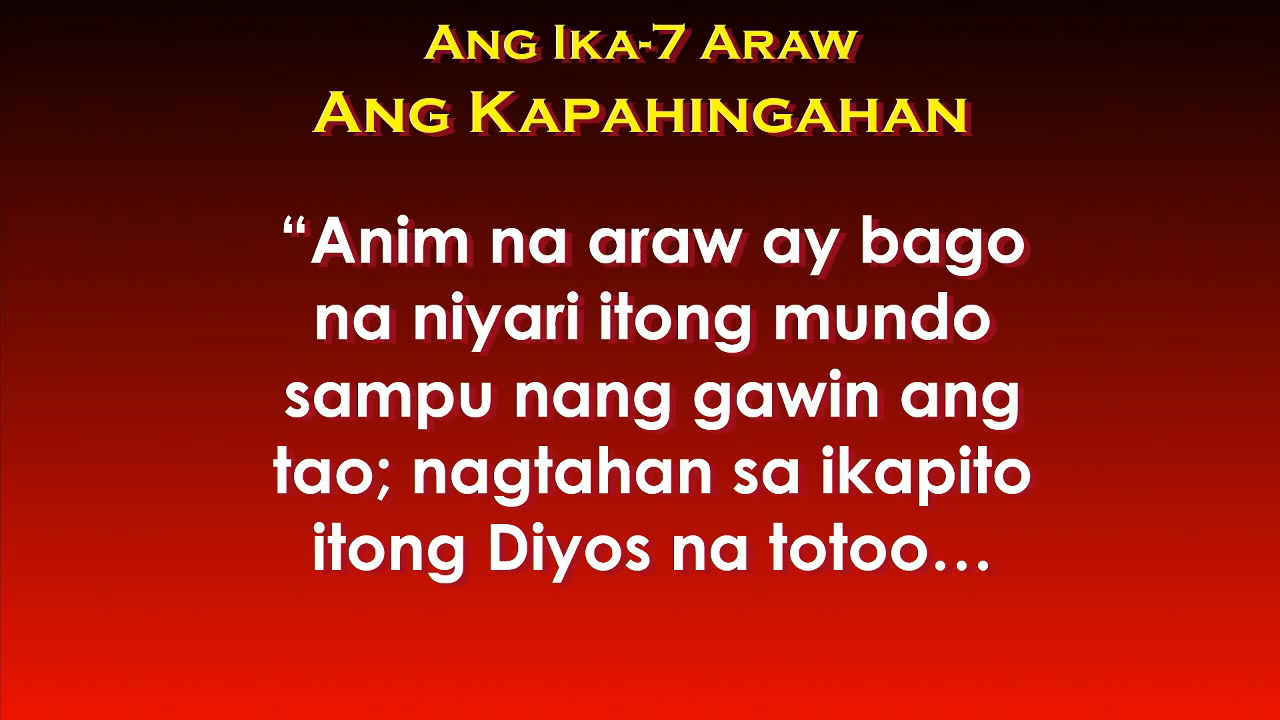 Ang Ika-7 Araw
Ang Kapahingahan
“Anim na araw ay bago
na niyari itong mundo
sampu nang gawin ang
tao; nagtahan sa ikapito
itong Diyos na totoo…